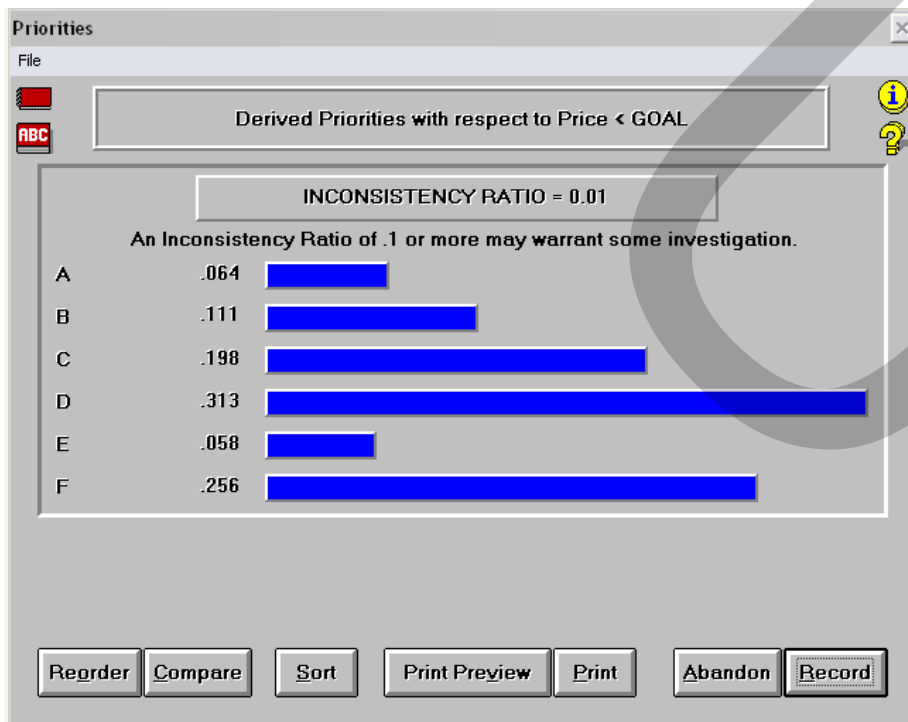 Priorities
File
ABC
Derived Priorities with respect to Price < GOAL
i
?
INCONSISTENCY RATIO = 0.01
An Inconsistency Ratio of .1 or more may warrant some investigation.
A .064
B .111
C .198
D .313
E .058
F .256
Reorder Compare Sort Print Preview Print Abandon Record